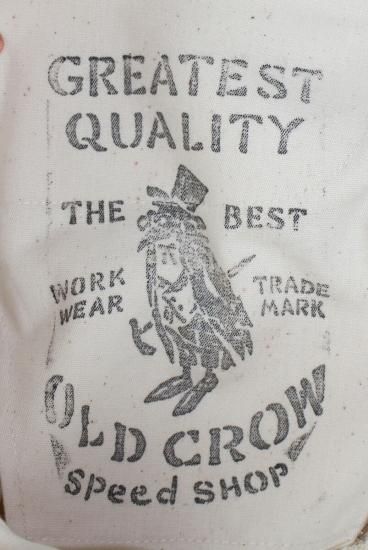 GREATEST
QUALITY
THE BEST
WORK WEAR
TRADE MARK
OLD CROW
Speed SHOP